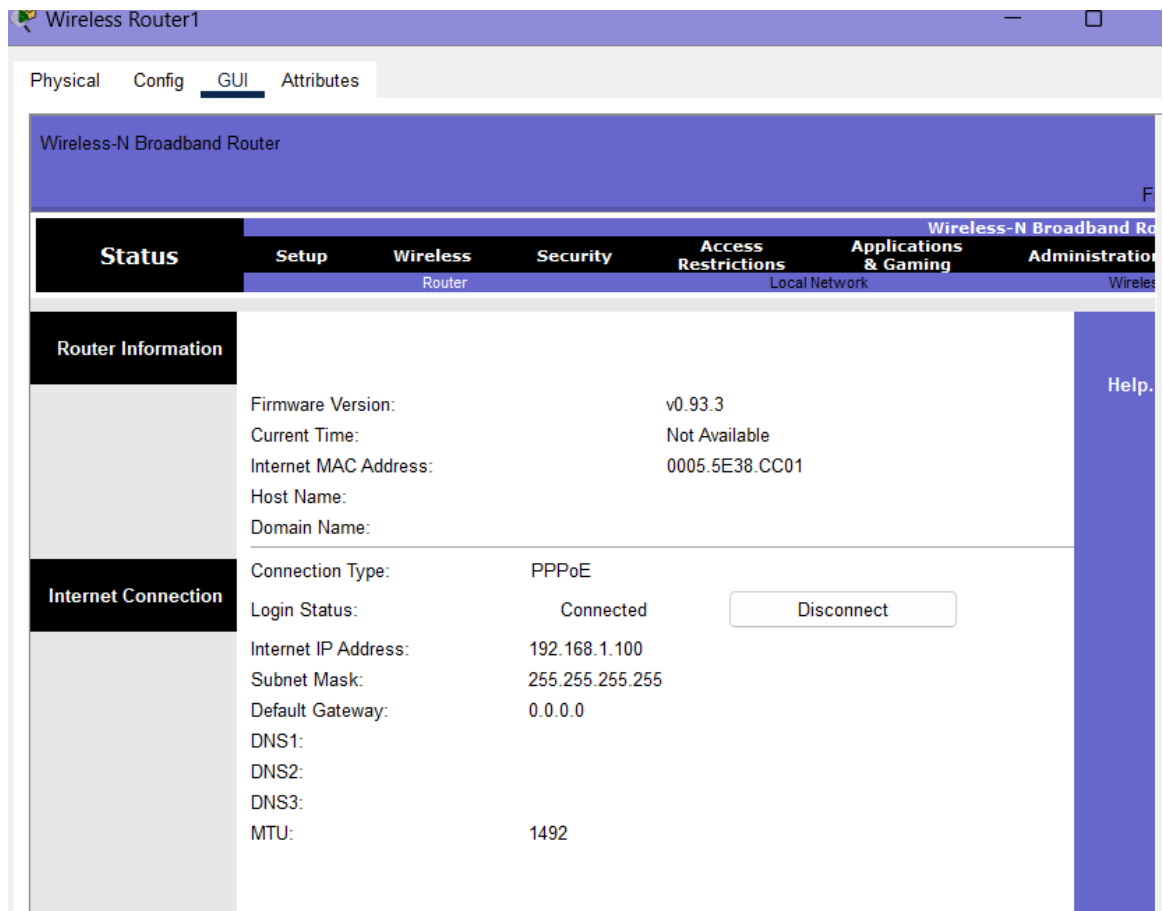 Wireless Router1
Physical Config GUI Attributes
Wireless-N Broadband Router
Wireless-N Broadband Ro
Status Setup Wireless Security Access Restrictions Applications & Gaming Administration
Router Local Network Wireles
Router Information
Help.
Firmware Version: v0.93.3
Current Time: Not Available
Internet MAC Address: 0005.5E38.CC01
Host Name:
Domain Name:
Internet Connection
Connection Type: PPPoE
Login Status: Connected Disconnect
Internet IP Address: 192.168.1.100
Subnet Mask: 255.255.255.255
Default Gateway: 0.0.0.0
DNS1:
DNS2:
DNS3:
MTU: 1492